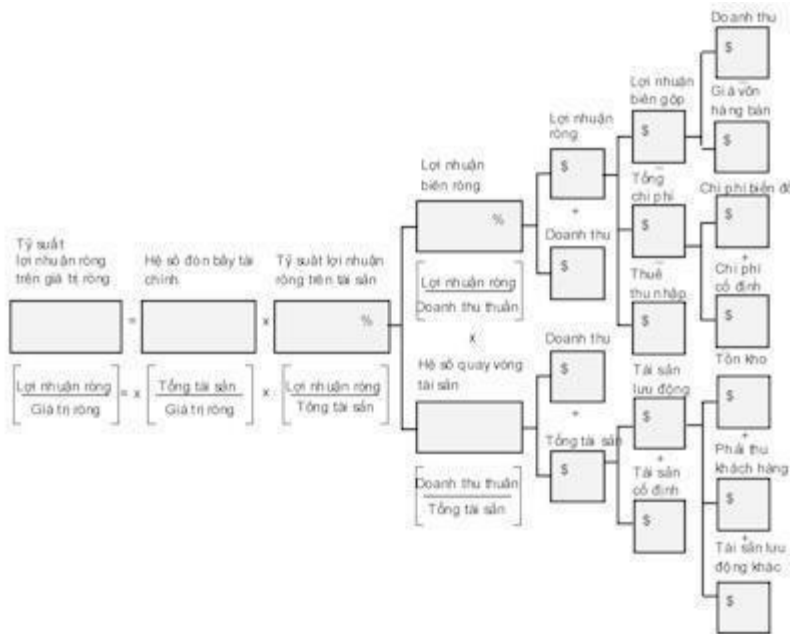 Doanh thu
$
Giá vốn
hàng bán
$
Lợi nhuận
biên gộp
$
Lợi nhuận
ròng
$
+
Doanh thu
$
Tổng
chi phí
$
Thuế
thu nhập
$
Chi phí biến đổ
$
+
Chi phí
cố định
$
Lợi nhuận
biên ròng
%
Lợi nhuận ròng
Doanh thu thuần
x
Hệ số quay vòng
tài sản
Doanh thu thuần
Tổng tài sản
Tỷ suất
lợi nhuận ròng
trên giá trị ròng
=
Hệ số đòn bẩy tài
chính
x
Tỷ suất lợi nhuận
ròng trên tài sản
%
Lợi nhuận ròng
Giá trị ròng
= x
Tổng tài sản
Giá trị ròng
x
Lợi nhuận ròng
Tổng tài sản
Doanh thu
$
+
Tổng tài sản
$
Tài sản
lưu động
$
+
Tài sản
cố định
$
Tồn kho
$
+
Phải thu
khách hàng
$
+
Tài sản lưu
động khác
$